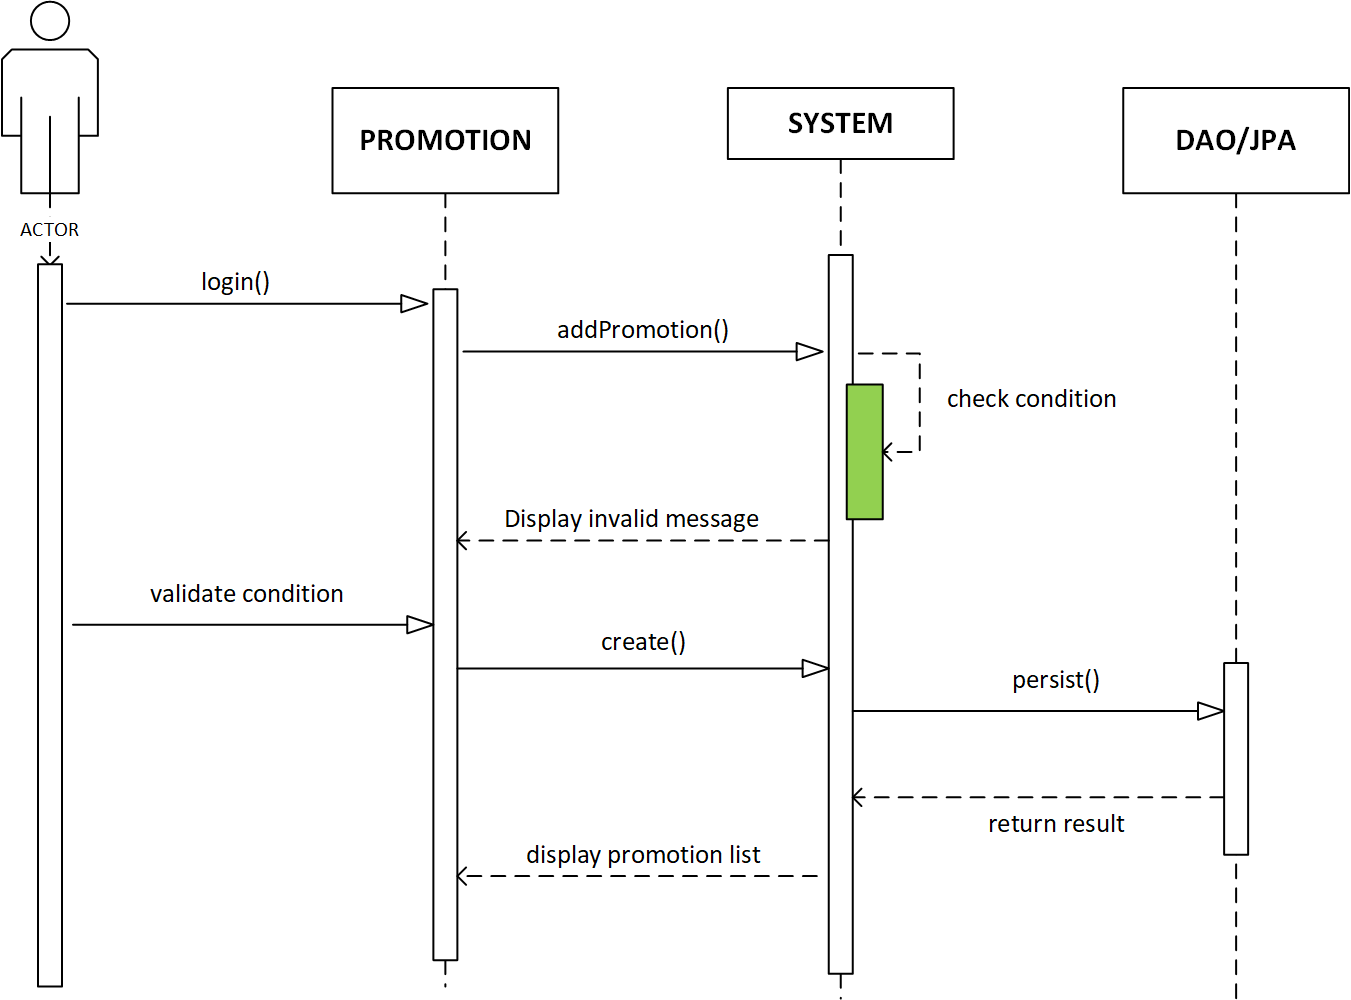 PROMOTION
SYSTEM
DAO/JPA
ACTOR
login()
addPromotion()
check condition
Display invalid message
validate condition
create()
persist()
return result
display promotion list